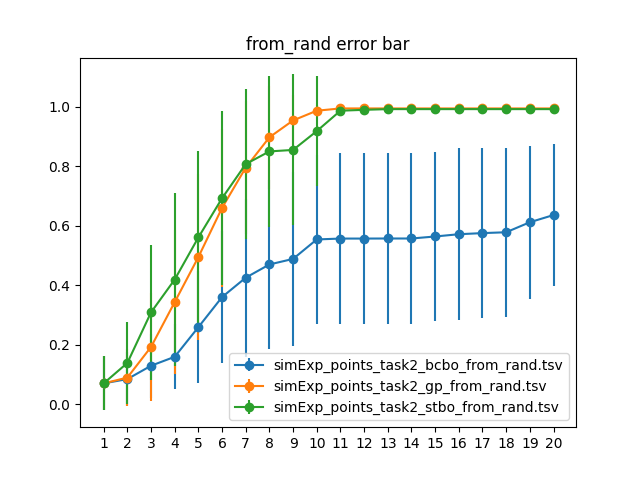 from_rand error bar
1.0
0.8
0.6
0.4
0.2
0.0
simExp_points_task2_bcbo_from_rand.tsv
simExp_points_task2_gp_from_rand.tsv
simExp_points_task2_stbo_from_rand.tsv
1 2 3 4 5 6 7 8 9 10 11 12 13 14 15 16 17 18 19 20